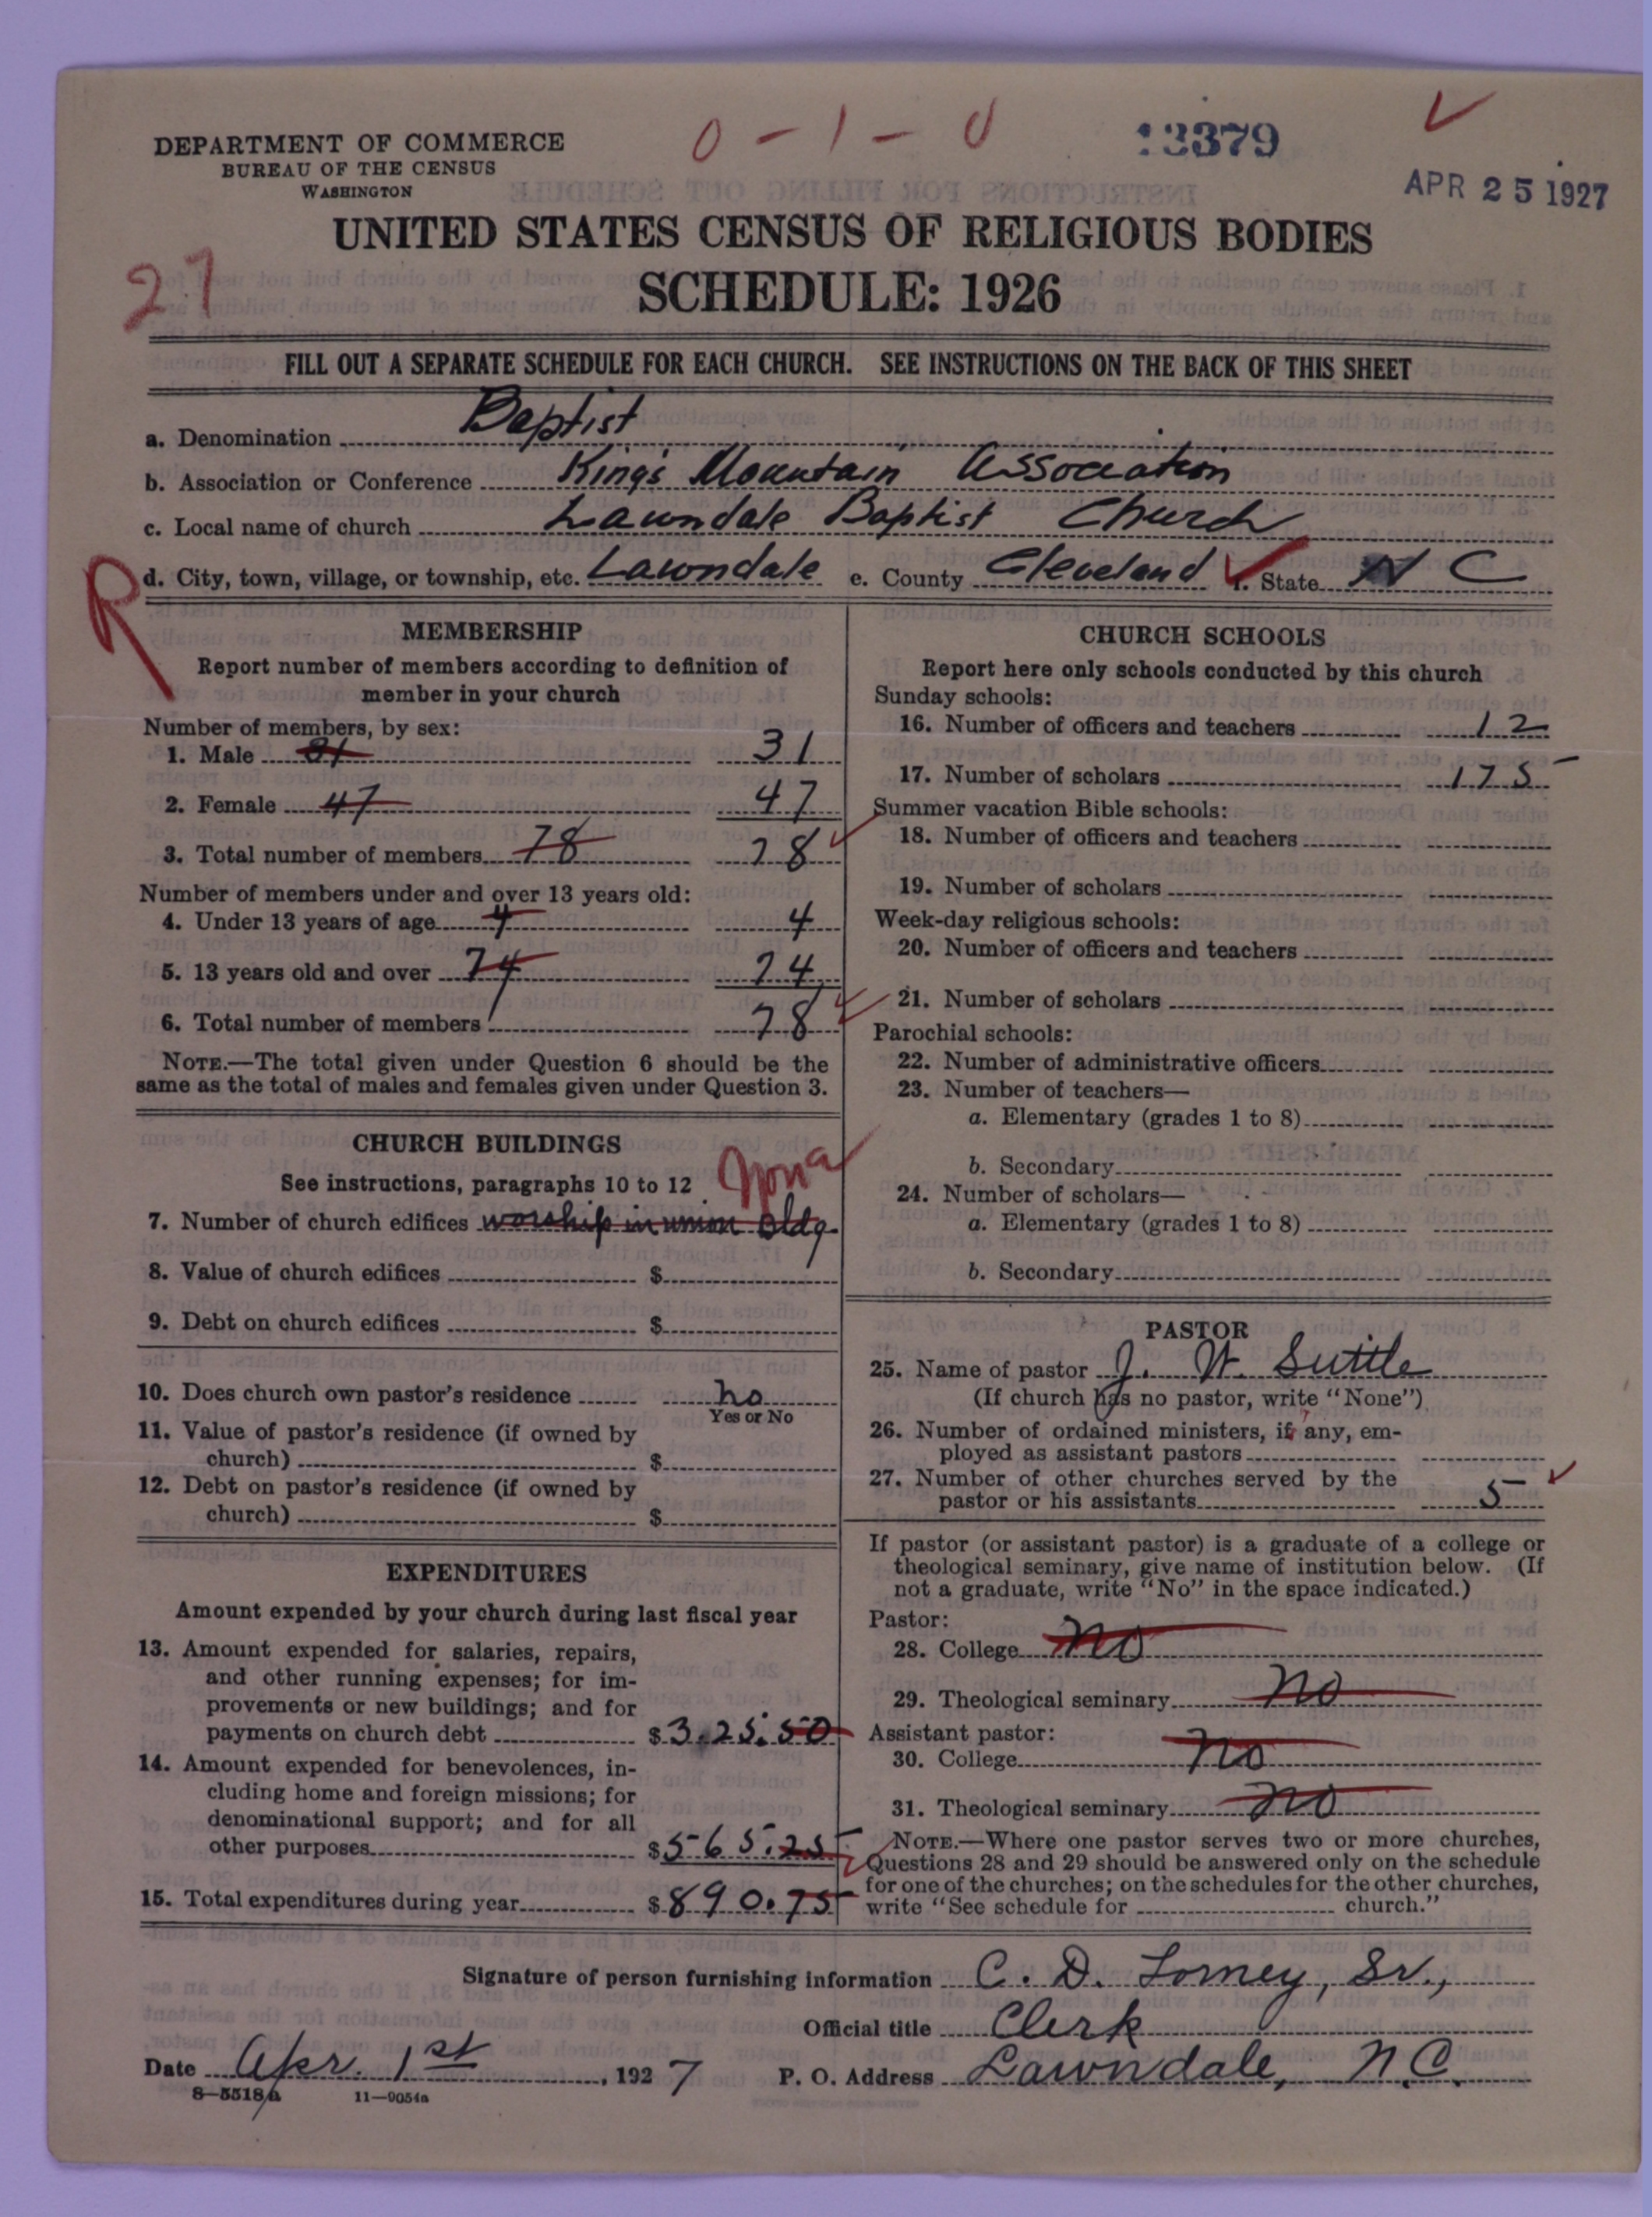 0 - 1 - 0
13379
APR 25 1927
DEPARTMENT OF COMMERCE
BUREAU OF THE CENSUS
WASHINGTON
UNITED STATES CENSUS OF RELIGIOUS BODIES
27
SCHEDULE: 1926
FILL OUT A SEPARATE SCHEDULE FOR EACH CHURCH. SEE INSTRUCTIONS ON THE BACK OF THIS SHEET
a. Denomination Baptist
b. Association or Conference King's Mountain Association
c. Local name of church Lawndale Baptist Church
R
d. City, town, village, or township, etc. Lawndale e. County Cleveland f. State N C
MEMBERSHIP
Report number of members according to definition of
member in your church
Number of members, by sex:
1. Male 31 31
2. Female 47 47
3. Total number of members 78 78
Number of members under and over 13 years old:
4. Under 13 years of age 4 4
5. 13 years old and over 74 74
6. Total number of members 78
NOTE.—The total given under Question 6 should be the
same as the total of males and females given under Question 3.
CHURCH BUILDINGS
See instructions, paragraphs 10 to 12
None
7. Number of church edifices worship in union Bldg.
8. Value of church edifices $
9. Debt on church edifices $
10. Does church own pastor's residence no
Yes or No
11. Value of pastor's residence (if owned by
church) $
12. Debt on pastor's residence (if owned by
church) $
EXPENDITURES
Amount expended by your church during last fiscal year
13. Amount expended for salaries, repairs,
and other running expenses; for im-
provements or new buildings; and for
payments on church debt $ 325.50
14. Amount expended for benevolences, in-
cluding home and foreign missions; for
denominational support; and for all
other purposes $ 565.25
15. Total expenditures during year $ 890.75
CHURCH SCHOOLS
Report here only schools conducted by this church
Sunday schools:
16. Number of officers and teachers 12
17. Number of scholars 175
Summer vacation Bible schools:
18. Number of officers and teachers
19. Number of scholars
Week-day religious schools:
20. Number of officers and teachers
21. Number of scholars
Parochial schools:
22. Number of administrative officers
23. Number of teachers—
a. Elementary (grades 1 to 8)
b. Secondary
24. Number of scholars—
a. Elementary (grades 1 to 8)
b. Secondary
PASTOR
25. Name of pastor J. W. Suttle
(If church has no pastor, write "None")
26. Number of ordained ministers, if any, em-
ployed as assistant pastors
27. Number of other churches served by the
pastor or his assistants 5
If pastor (or assistant pastor) is a graduate of a college or
theological seminary, give name of institution below. (If
not a graduate, write "No" in the space indicated.)
Pastor:
28. College no
29. Theological seminary no
Assistant pastor:
30. College no
31. Theological seminary no
NOTE.—Where one pastor serves two or more churches,
Questions 28 and 29 should be answered only on the schedule
for one of the churches; on the schedules for the other churches,
write "See schedule for church."
Signature of person furnishing information C. D. Forney, Sr.,
Official title Clerk
Date Apr. 1st, 1927 P. O. Address Lawndale, N.C.
8—5518a 11—9054a